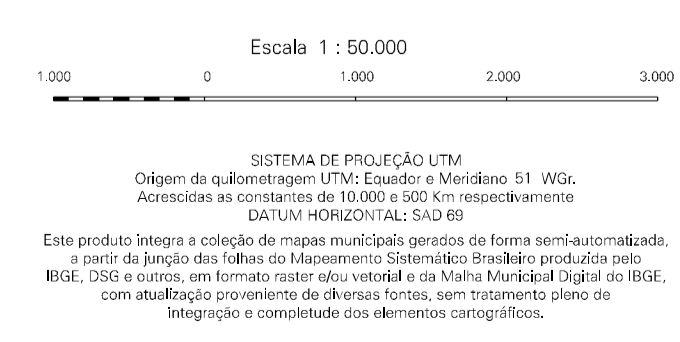 Escala 1 : 50.000
1.000 0 1.000 2.000 3.000
SISTEMA DE PROJEÇÃO UTM
Origem da quilometragem UTM: Equador e Meridiano 51 WGr.
Acrescidas as constantes de 10.000 e 500 Km respectivamente
DATUM HORIZONTAL: SAD 69
Este produto integra a coleção de mapas municipais gerados de forma semi-automatizada,
a partir da junção das folhas do Mapeamento Sistemático Brasileiro produzida pelo
IBGE, DSG e outros, em formato raster e/ou vetorial e da Malha Municipal Digital do IBGE,
com atualização proveniente de diversas fontes, sem tratamento pleno de
integração e completude dos elementos cartográficos.